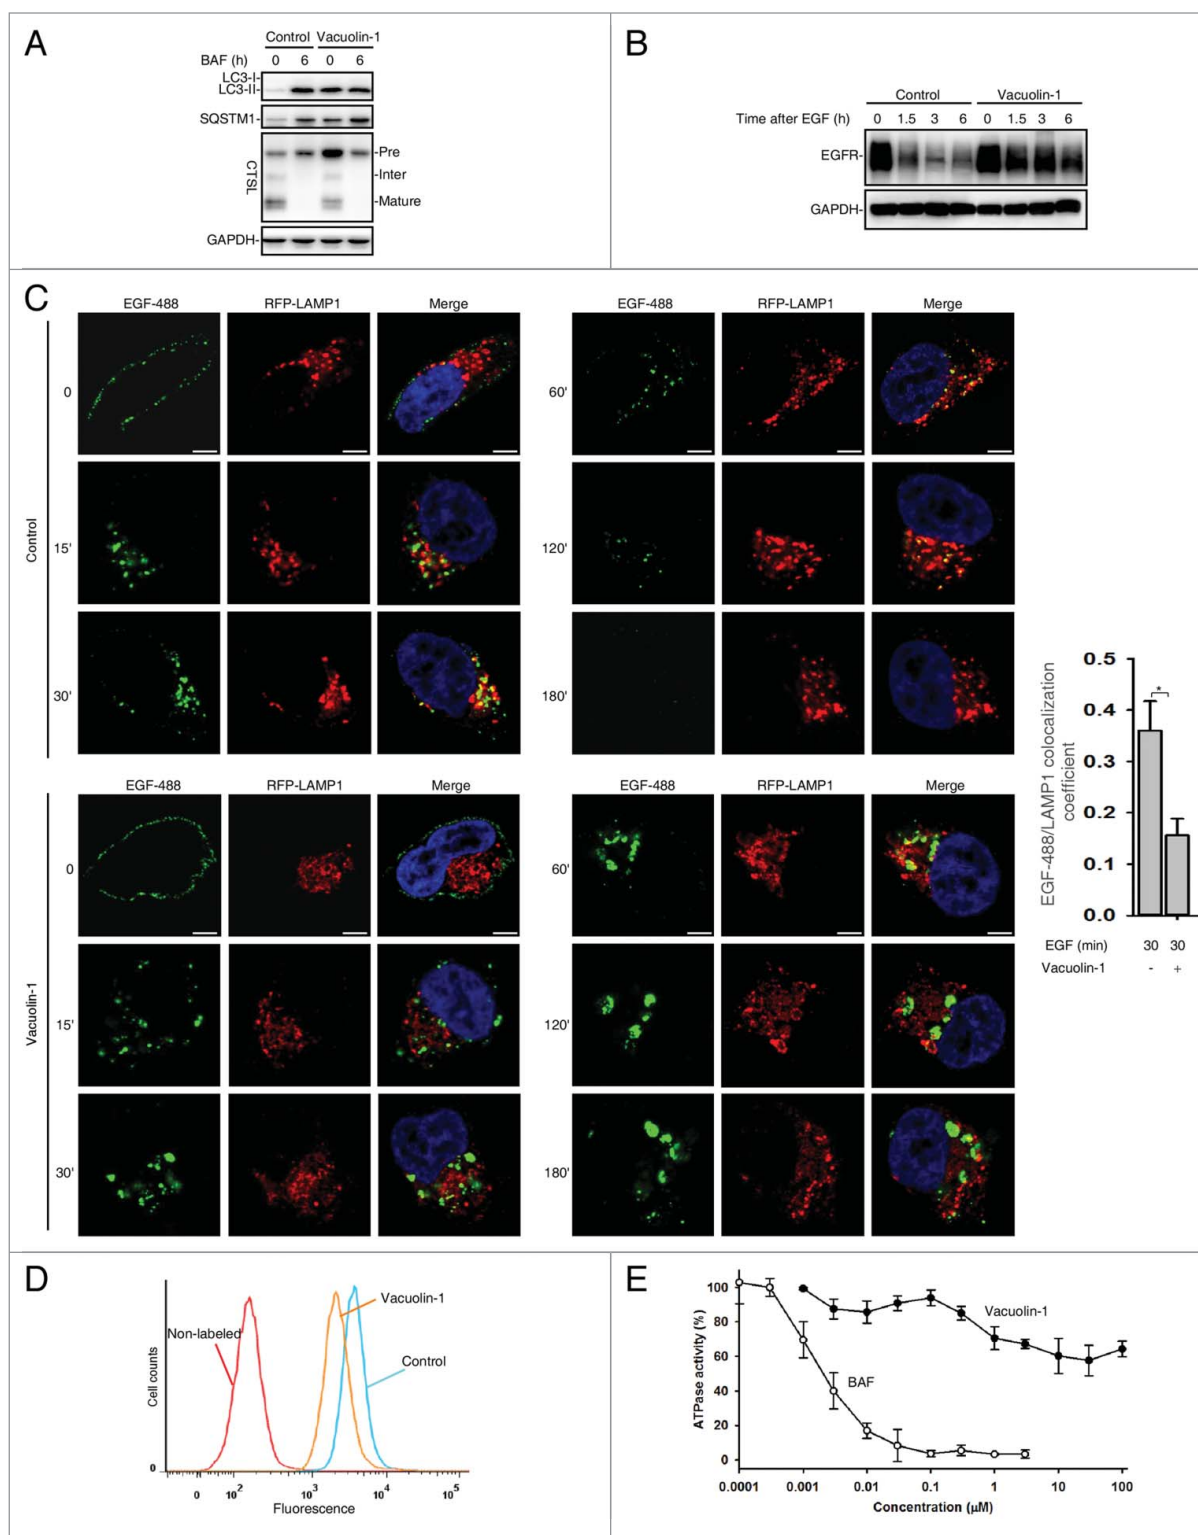 A
Control Vacuolin-1
BAF (h) 0 6 0 6
LC3-I-
LC3-II-
SQSTM1-
CTSL
-Pre
-Inter
-Mature
GAPDH-
B
Control Vacuolin-1
Time after EGF (h) 0 1.5 3 6 0 1.5 3 6
EGFR-
GAPDH-
C
EGF-488 RFP-LAMP1 Merge EGF-488 RFP-LAMP1 Merge
Control
0 60'
15' 120'
30' 180'
EGF-488 RFP-LAMP1 Merge EGF-488 RFP-LAMP1 Merge
Vacuolin-1
0 60'
15' 120'
30' 180'
EGF-488/LAMP1 colocalization
coefficient
0.5
0.4
0.3
0.2
0.1
0.0
*
EGF (min) 30 30
Vacuolin-1 - +
D
Cell counts
Vacuolin-1
Non-labeled
Control
0
0 10² 10³ 10⁴ 10⁵
Fluorescence
E
ATPase activity (%)
100
80
60
40
20
0
Vacuolin-1
BAF
0.0001 0.001 0.01 0.1 1 10 100
Concentration (µM)